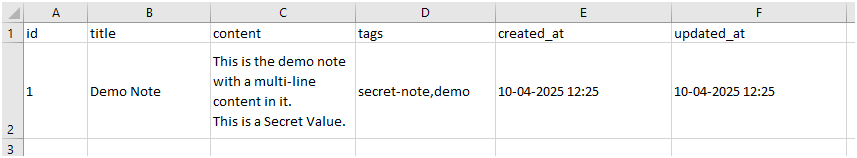 A B C D E F
1 id title content tags created_at updated_at
This is the demo note
with a multi-line
1 Demo Note content in it. secret-note,demo 10-04-2025 12:25 10-04-2025 12:25
This is a Secret Value.
2
3